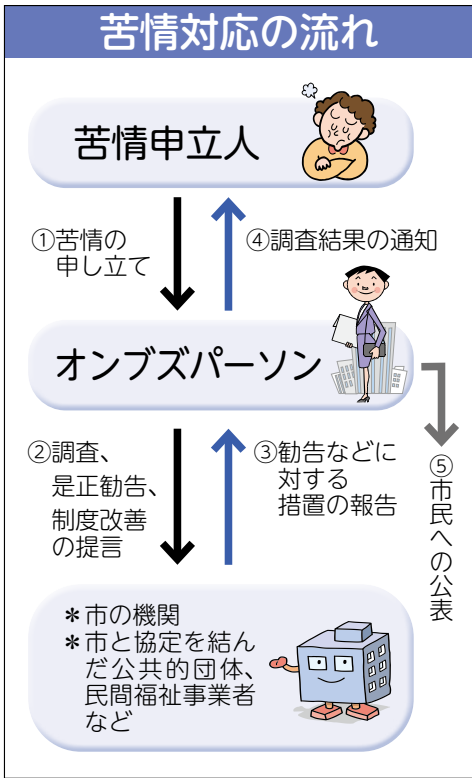 苦情対応の流れ
苦情申立人
①苦情の
申し立て
④調査結果の通知
オンブズパーソン
②調査、
是正勧告、
制度改善
の提言
③勧告などに
対する
措置の報告
⑤市民への公表
＊市の機関
＊市と協定を結ん
だ公共的団体、
民間福祉事業者
など